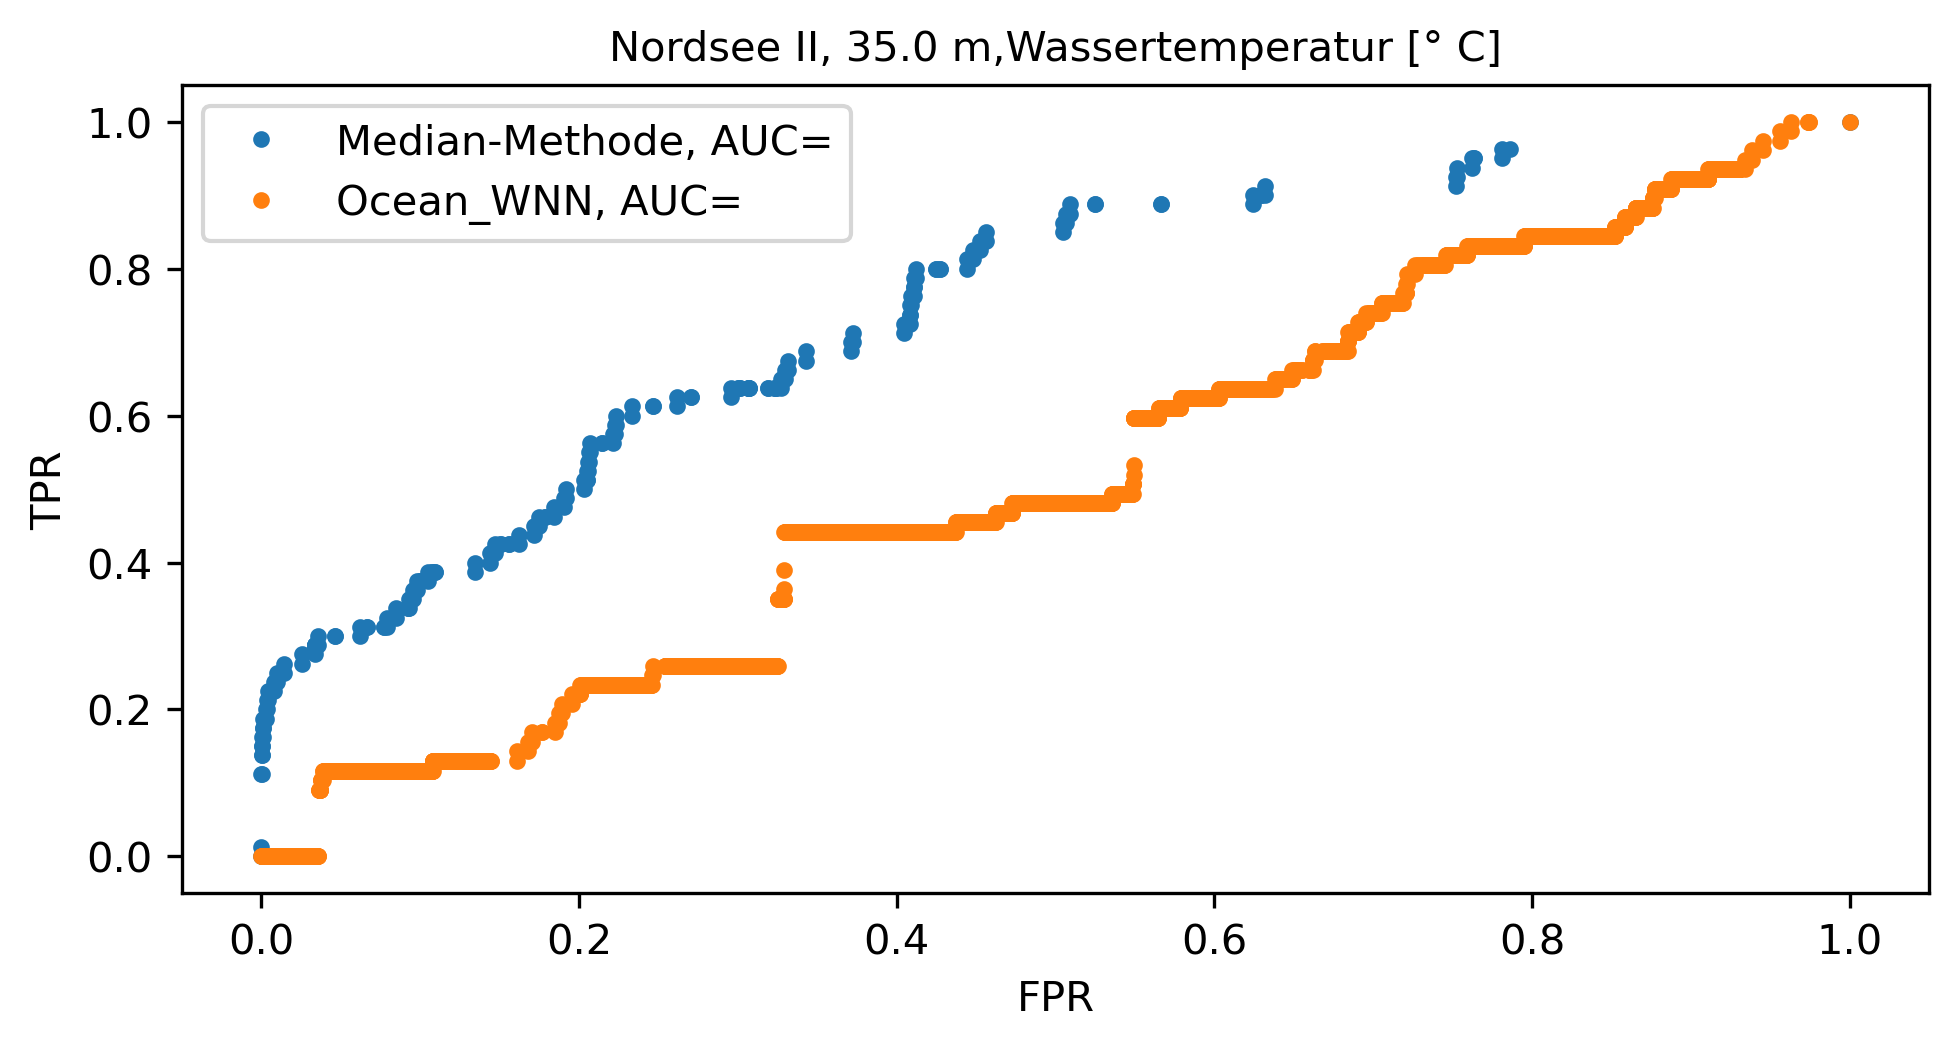 Nordsee II, 35.0 m,Wassertemperatur [° C]
Median-Methode, AUC=
Ocean_WNN, AUC=
1.0
0.8
0.6
0.4
0.2
0.0
TPR
0.0 0.2 0.4 0.6 0.8 1.0
FPR